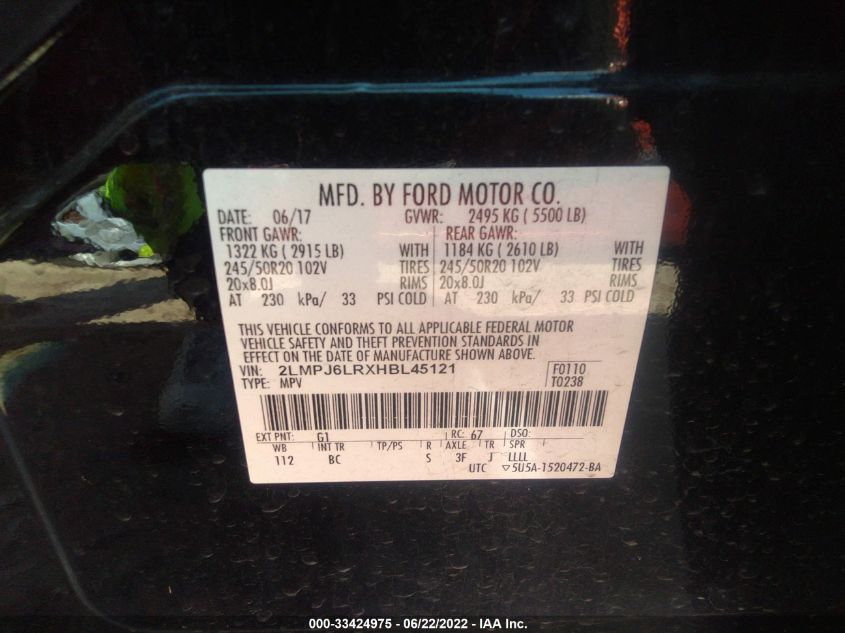 MFD. BY FORD MOTOR CO.
DATE: 06/17 GVWR: 2495 KG ( 5500 LB)
FRONT GAWR: REAR GAWR:
1322 KG ( 2915 LB) WITH 1184 KG ( 2610 LB) WITH
245/50R20 102V TIRES 245/50R20 102V TIRES
20x8.0J RIMS 20x8.0J RIMS
AT 230 kPa/ 33 PSI COLD AT 230 kPa/ 33 PSI COLD
THIS VEHICLE CONFORMS TO ALL APPLICABLE FEDERAL MOTOR
VEHICLE SAFETY AND THEFT PREVENTION STANDARDS IN
EFFECT ON THE DATE OF MANUFACTURE SHOWN ABOVE.
VIN: 2LMPJ6LRXHBL45121 F0110
TYPE: MPV T0238
EXT PNT: G1 RC: 67 DSO:
WB INT TR TP/PS R AXLE TR SPR
112 BC S 3F J LLLL
UTC ▽5U5A-1520472-BA
000-33424975 - 06/22/2022 - IAA Inc.